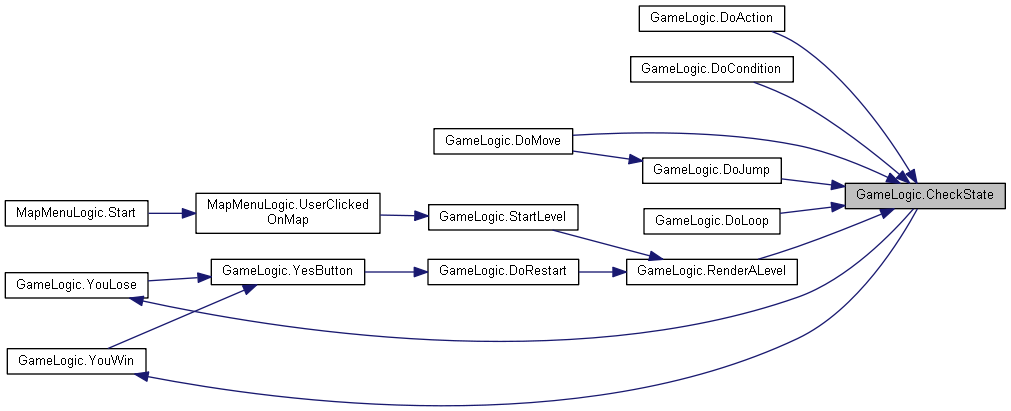 GameLogic.DoAction
GameLogic.DoCondition
GameLogic.DoMove
GameLogic.DoJump
GameLogic.CheckState
MapMenuLogic.Start
MapMenuLogic.UserClicked
OnMap
GameLogic.StartLevel
GameLogic.DoLoop
GameLogic.YouLose
GameLogic.YesButton
GameLogic.DoRestart
GameLogic.RenderALevel
GameLogic.YouWin